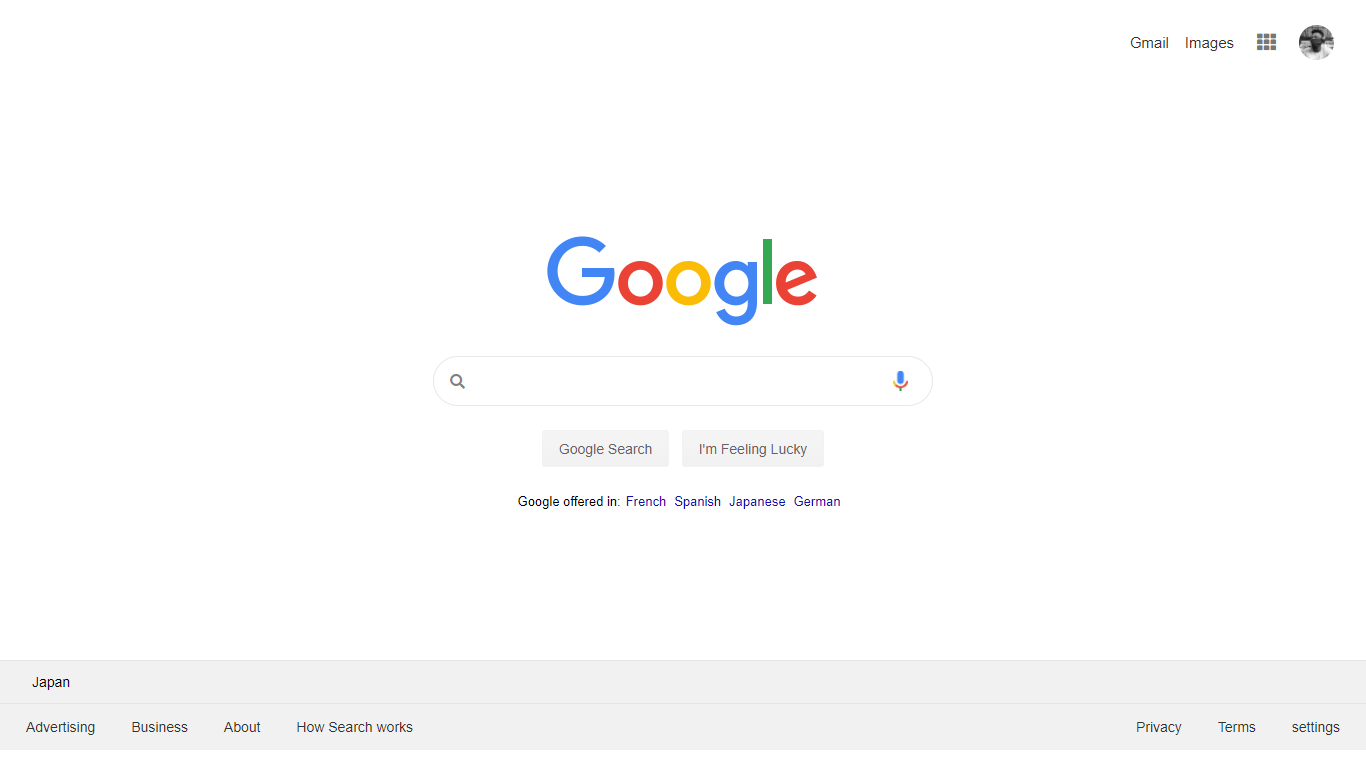 Gmail Images
Google
Google Search I'm Feeling Lucky
Google offered in: French Spanish Japanese German
Japan
Advertising Business About How Search works Privacy Terms settings